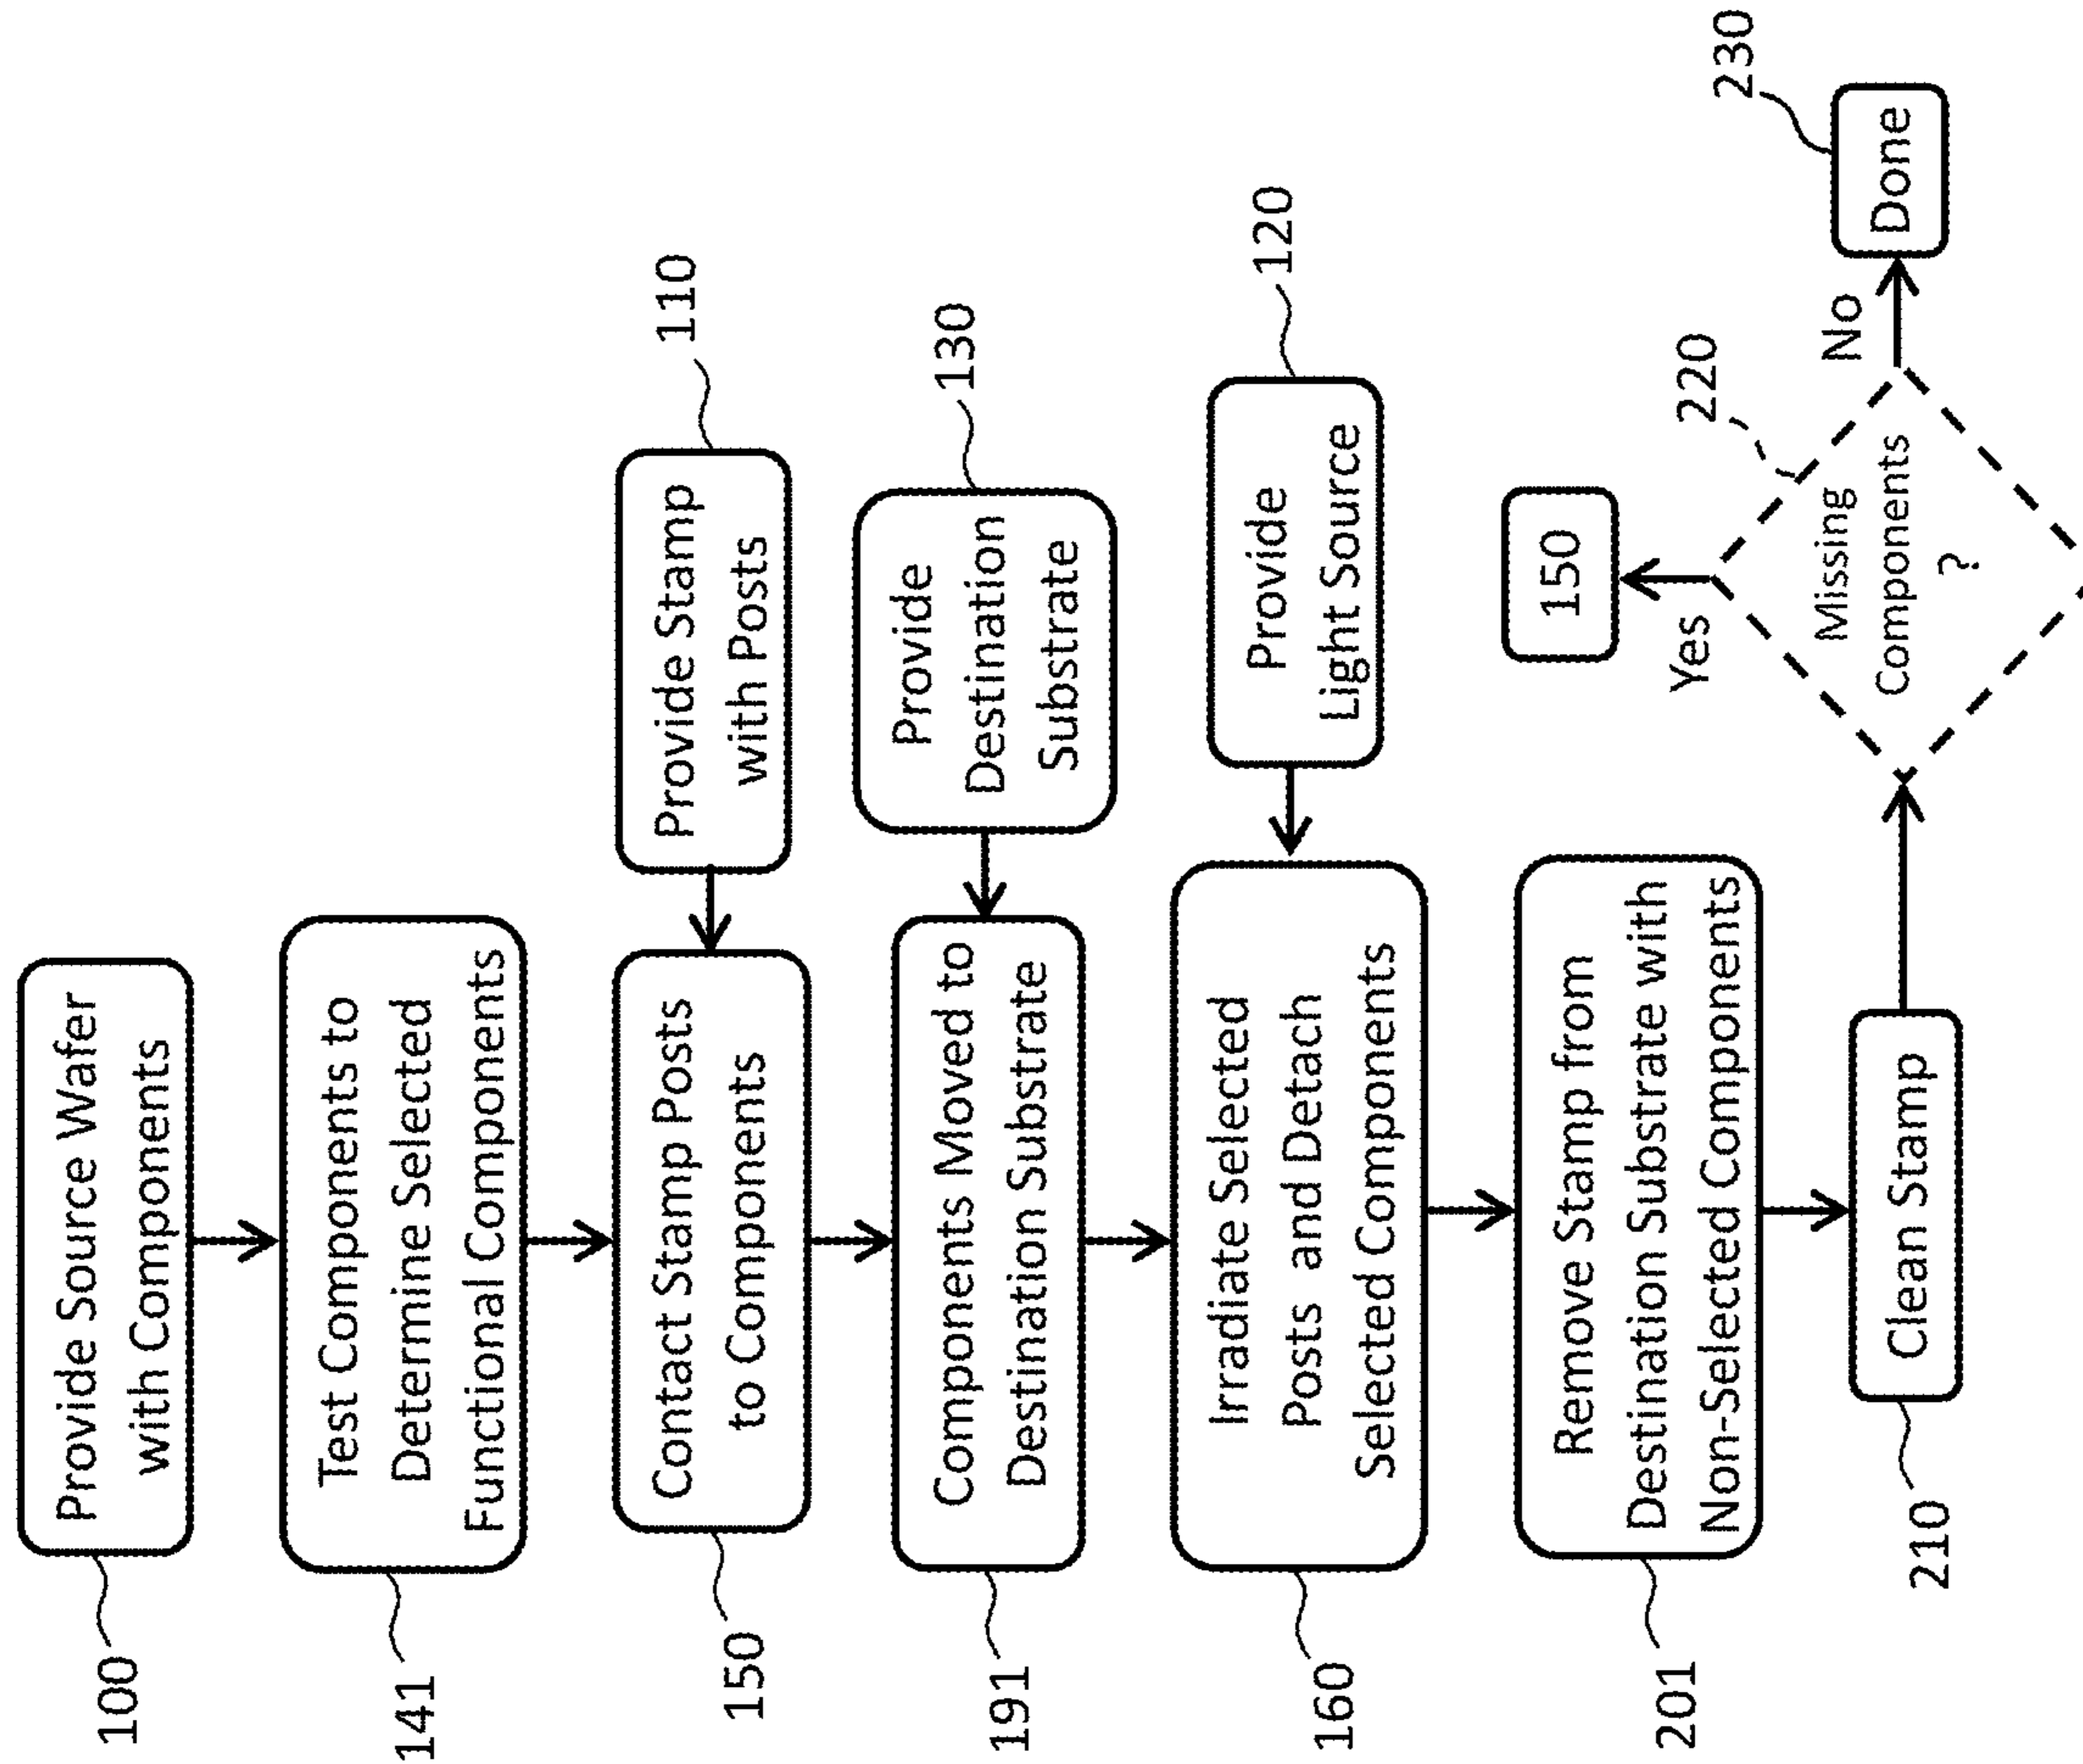 100
Provide Source Wafer
with Components
141
Test Components to
Determine Selected
Functional Components
110
Provide Stamp
with Posts
150
Contact Stamp Posts
to Components
130
Provide
Destination
Substrate
191
Components Moved to
Destination Substrate
120
Provide
Light Source
160
Irradiate Selected
Posts and Detach
Selected Components
201
Remove Stamp from
Destination Substrate with
Non-Selected Components
210
Clean Stamp
220
Missing
Components
?
Yes
150
No
230
Done